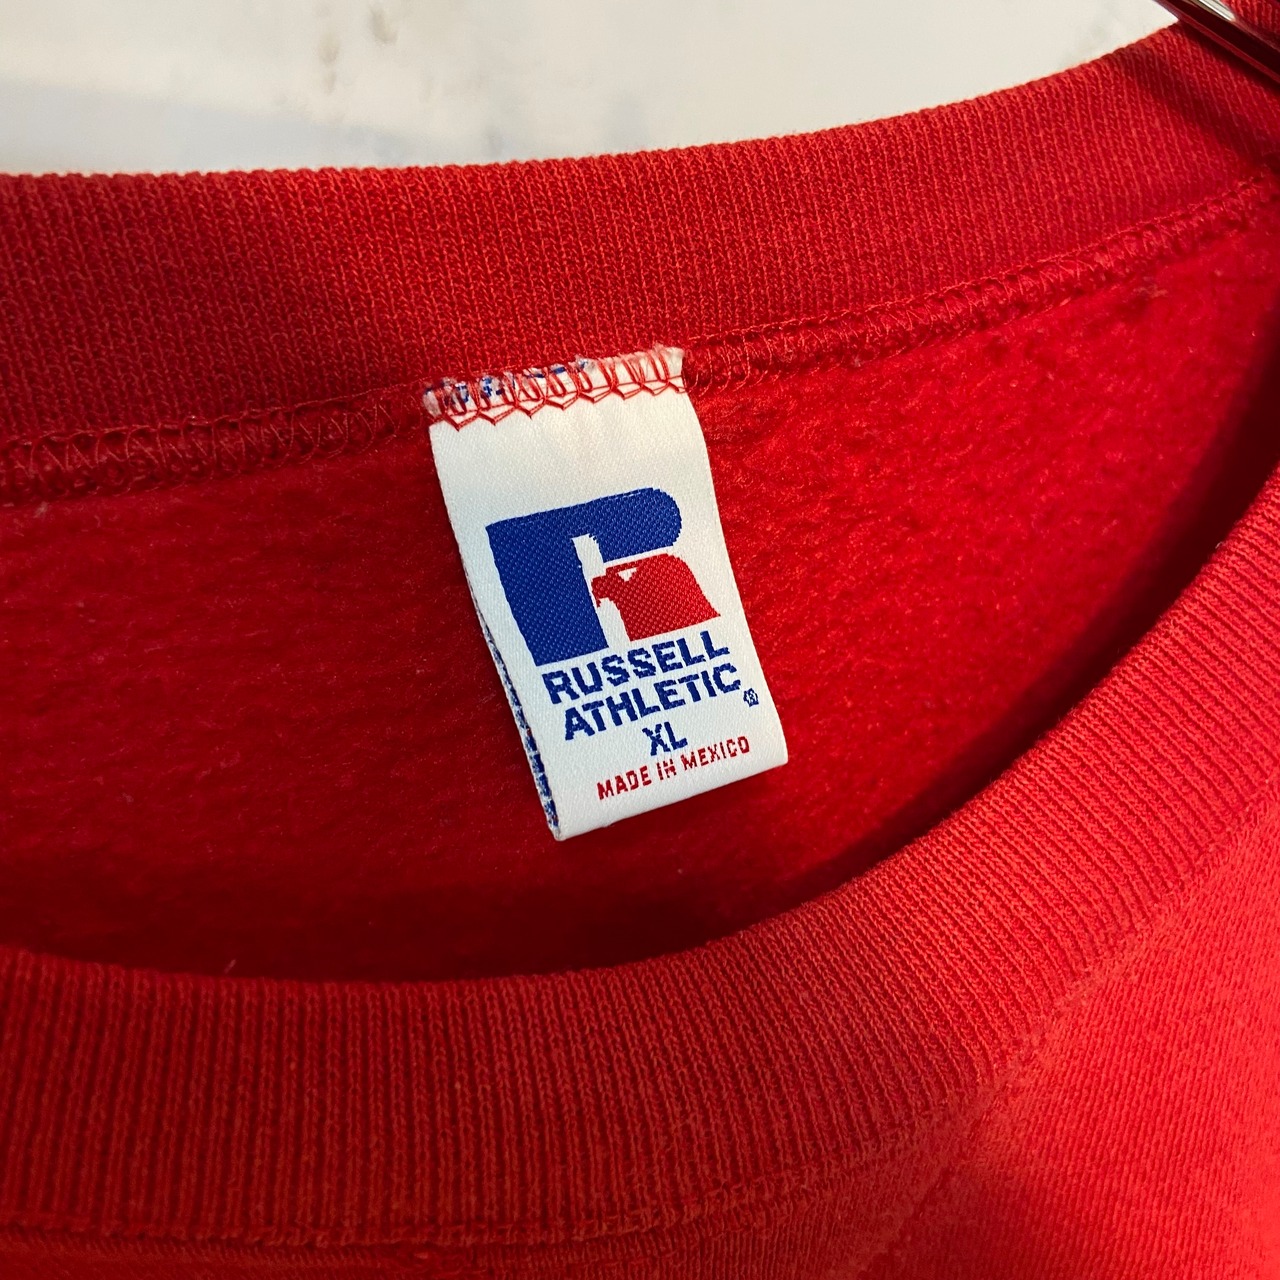 RUSSELL
ATHLETIC®
XL
MADE IN MEXICO